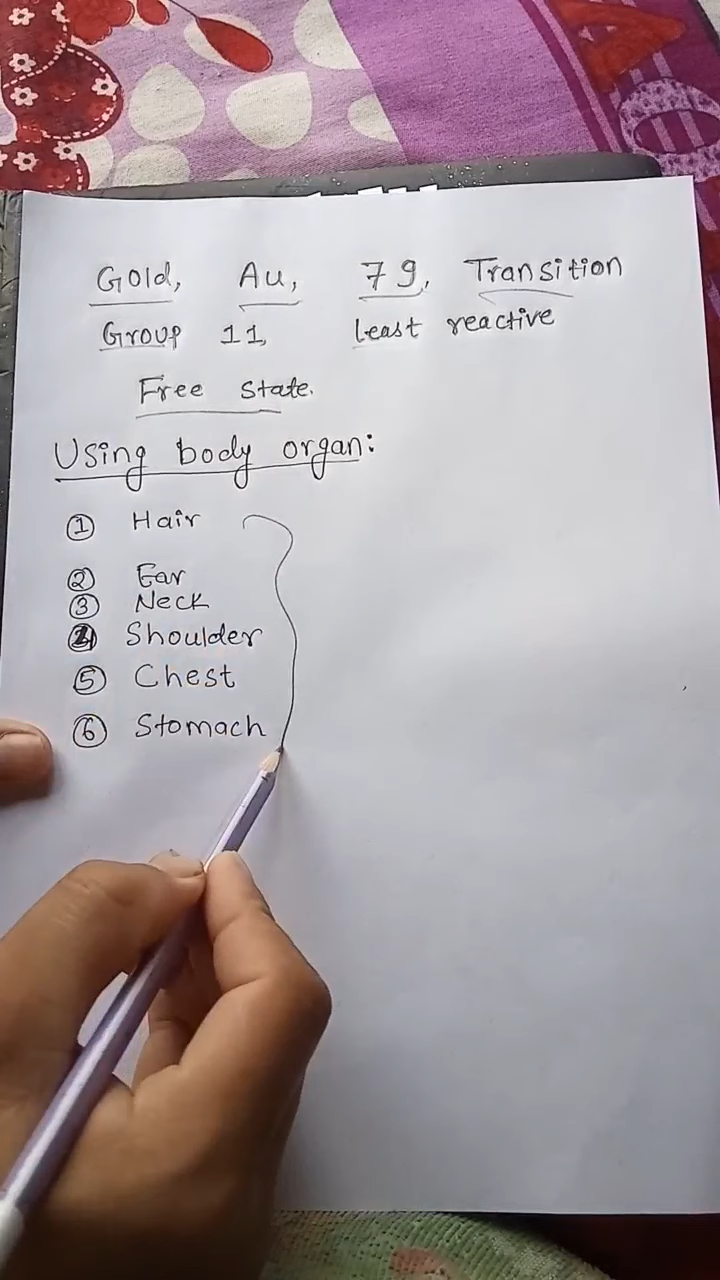 Gold, Au, 79, Transition
Group 11, least reactive
Free state.
Using body organ:
① Hair
② Ear
③ Neck
④ Shoulder
⑤ Chest
⑥ Stomach